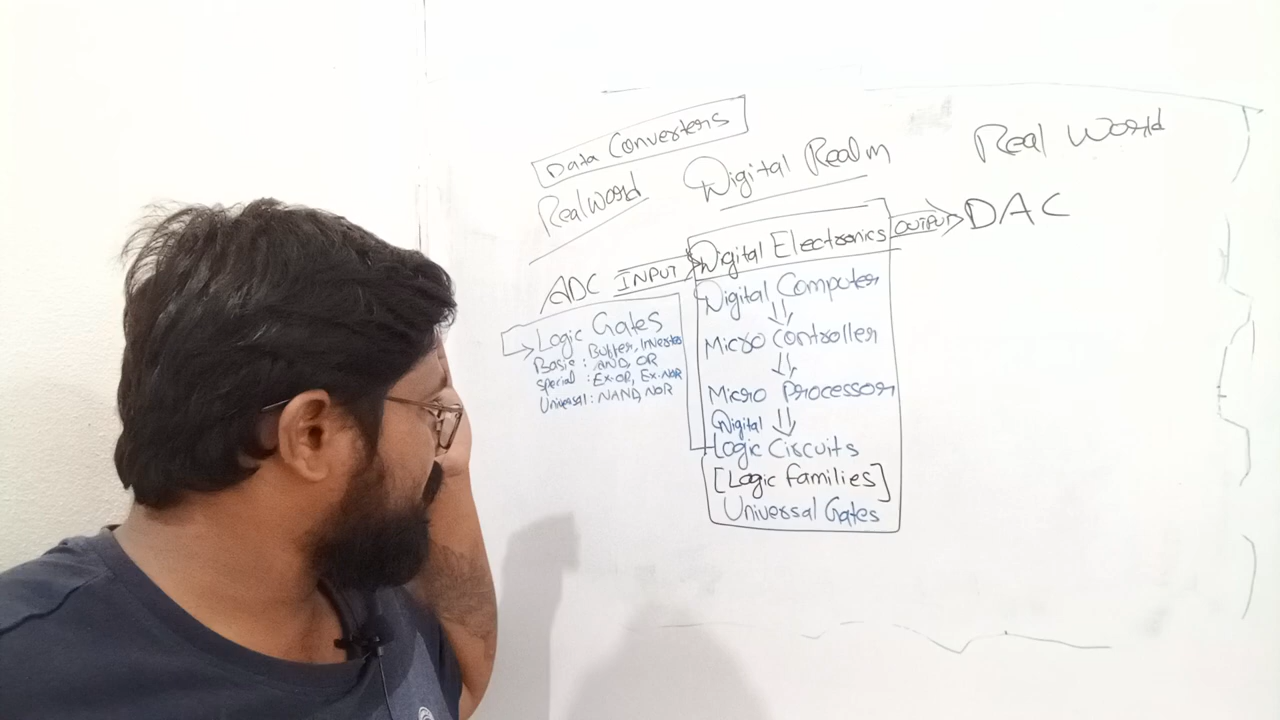 Data Converters
Real Word
Digital Realm
Real World
ADC
INPUT
Digital Electronics
OUTPUT
DAC
Digital Computer
Micro Controller
Micro Processor
Digital
Logic Circuits
[Logic Families]
Universal Gates
Logic Gates
Buffer, Inverter
Basic : AND, OR
Special : Ex-OR, Ex-NOR
Universal : NAND, NOR